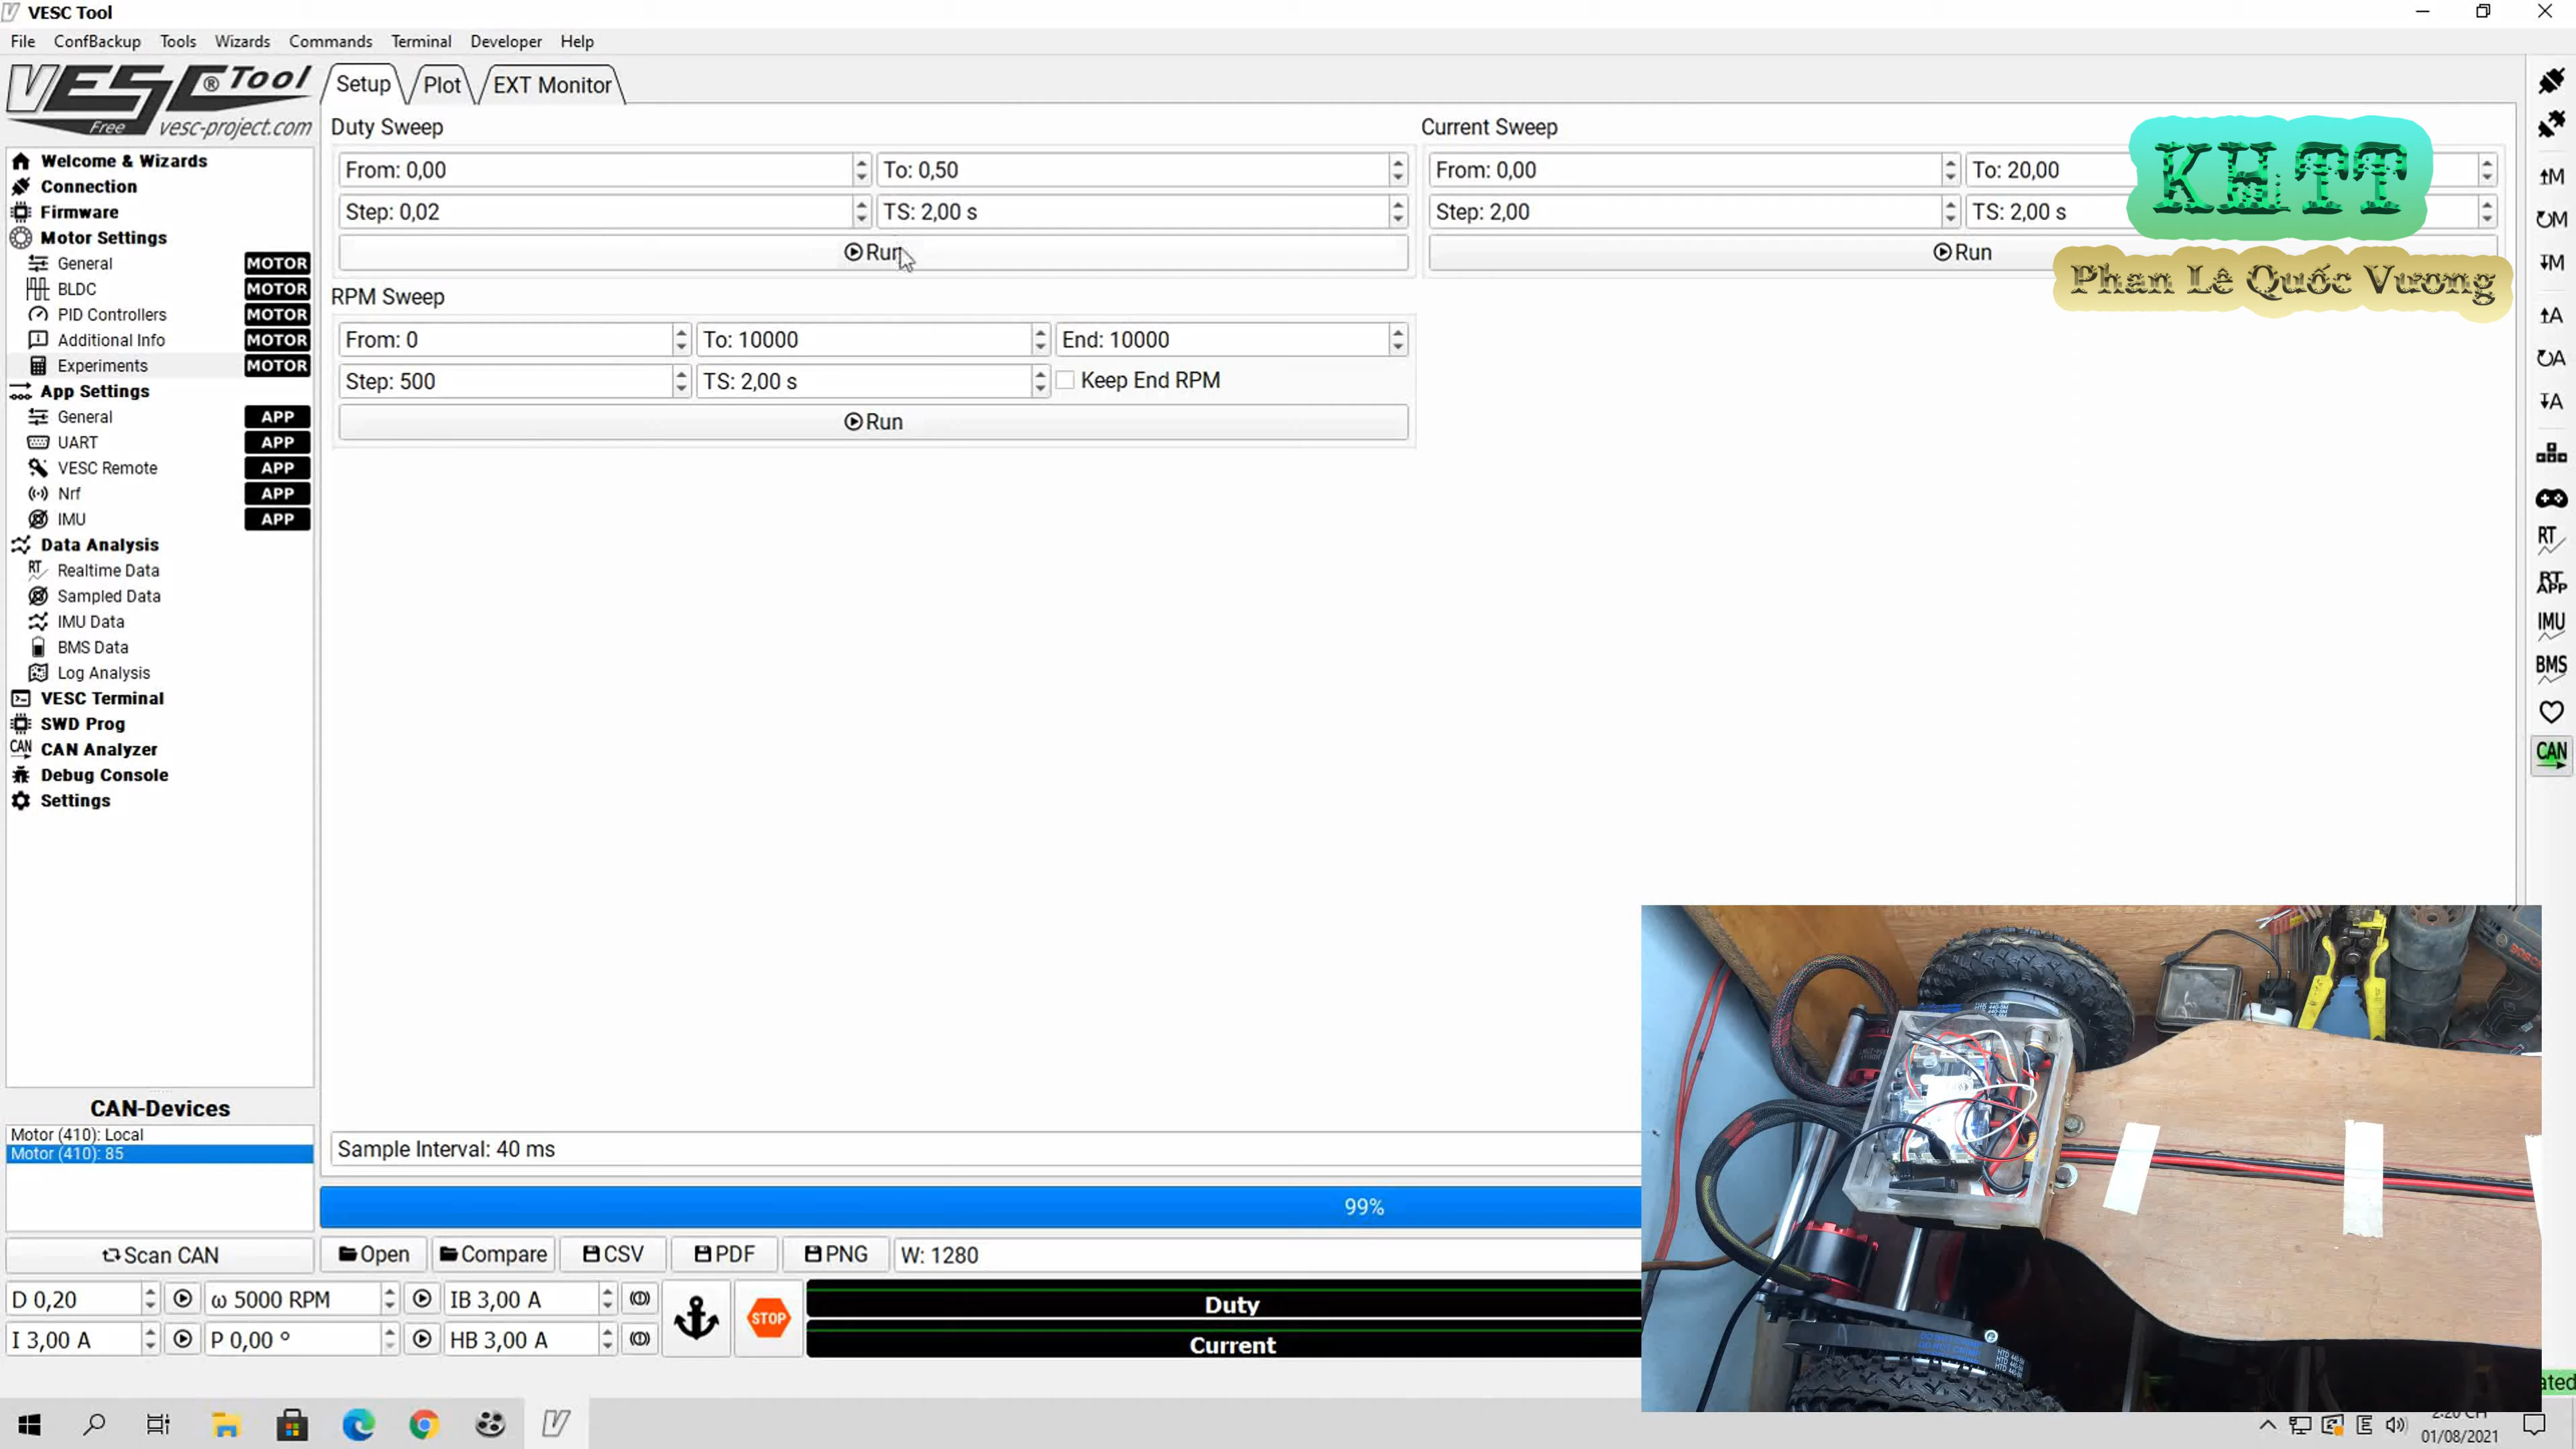 VESC Tool
File ConfBackup Tools Wizards Commands Terminal Developer Help
VESC® Tool
Free vesc-project.com
Setup Plot EXT Monitor
Welcome & Wizards
Connection
Firmware
Motor Settings
General MOTOR
BLDC MOTOR
PID Controllers MOTOR
Additional Info MOTOR
Experiments MOTOR
App Settings
General APP
UART APP
VESC Remote APP
Nrf APP
IMU APP
Data Analysis
RT Realtime Data
Sampled Data
IMU Data
BMS Data
Log Analysis
VESC Terminal
SWD Prog
CAN CAN Analyzer
Debug Console
Settings
Duty Sweep
From: 0,00 To: 0,50
Step: 0,02 TS: 2,00 s
Run
Current Sweep
From: 0,00 To: 20,00
Step: 2,00 TS: 2,00 s
Run
RPM Sweep
From: 0 To: 10000 End: 10000
Step: 500 TS: 2,00 s Keep End RPM
Run
KHTT
Phan Lê Quốc Vương
M
M
M
A
A
A
RT
RT APP
IMU
BMS
CAN
CAN-Devices
Motor (410): Local
Motor (410): 85
Scan CAN
Sample Interval: 40 ms
99%
Open Compare CSV PDF PNG W: 1280
D 0,20 ω 5000 RPM IB 3,00 A
I 3,00 A P 0,00 ° HB 3,00 A
STOP
Duty
Current
HTD 440-5M
ated
E
2:20 CH
01/08/2021